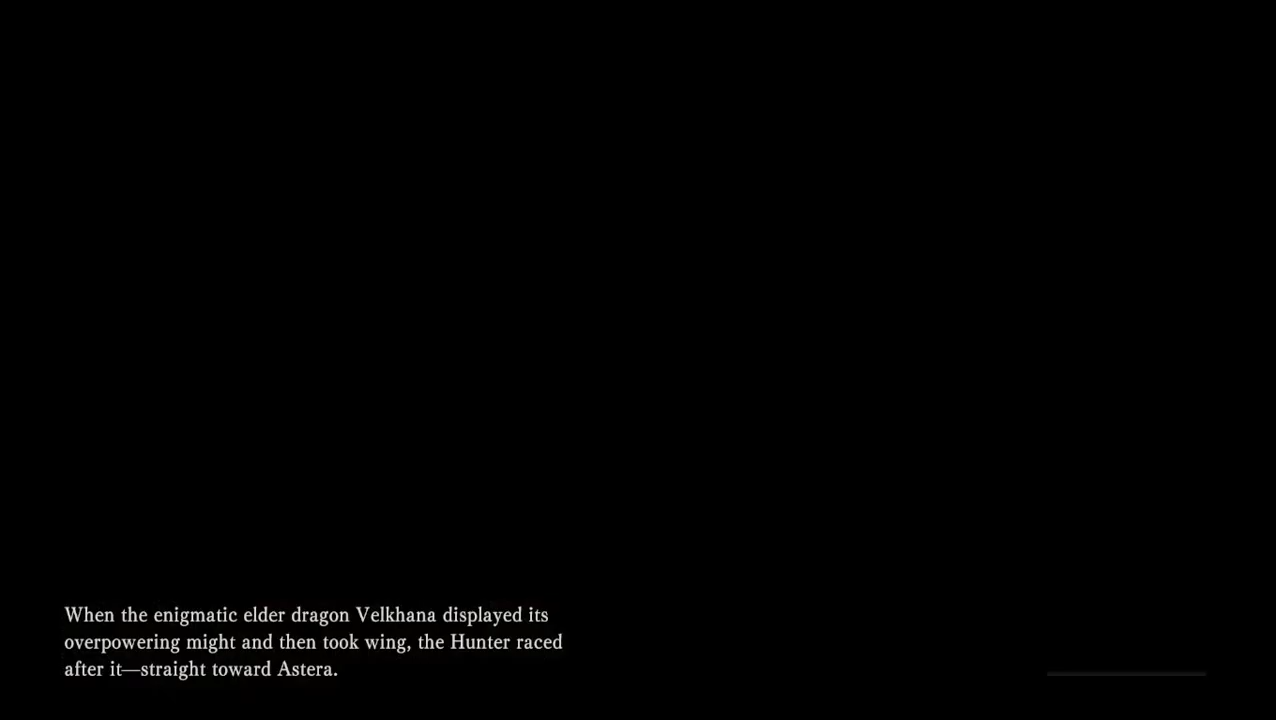 When the enigmatic elder dragon Velkhana displayed its
overpowering might and then took wing, the Hunter raced
after it—straight toward Astera.